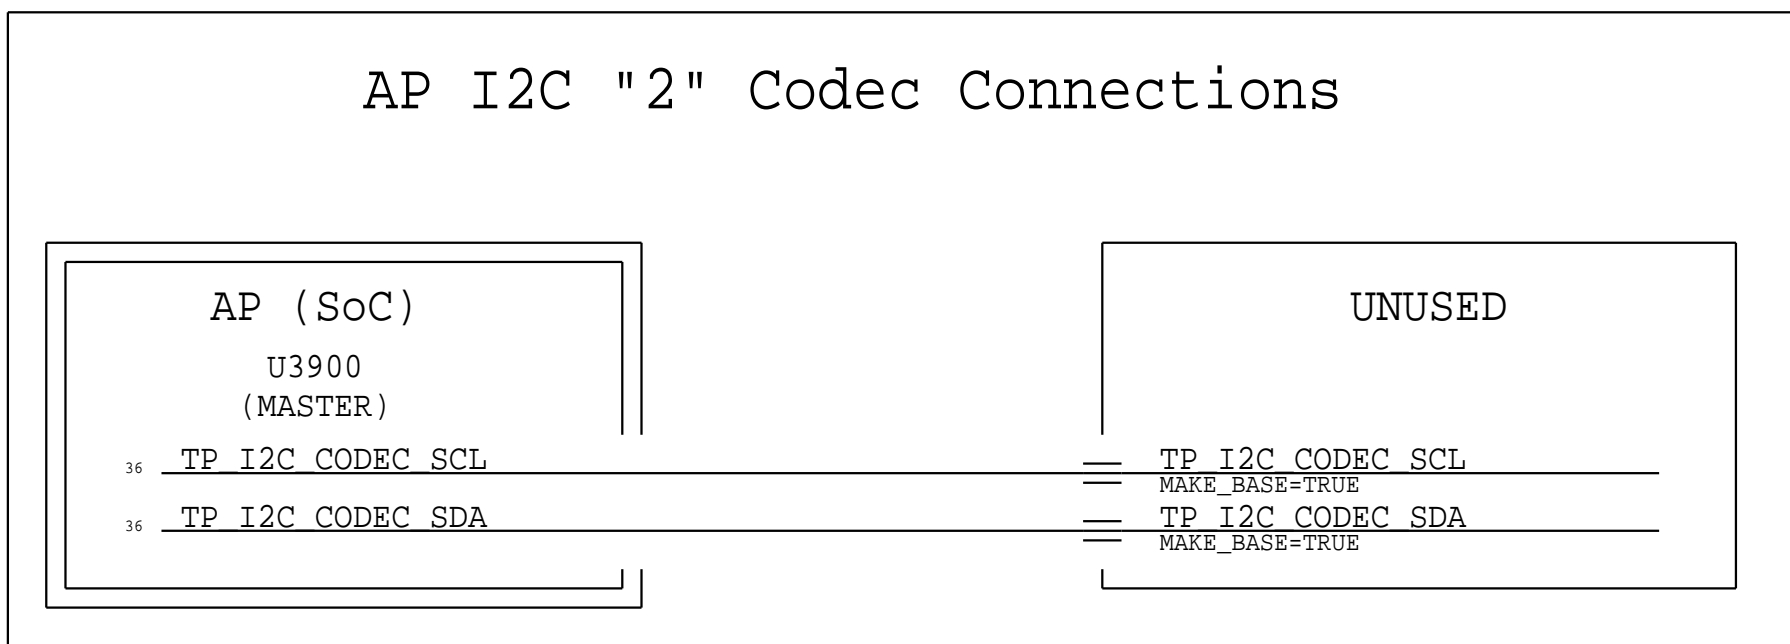 AP I2C "2" Codec Connections
AP (SoC)
U3900
(MASTER)
36 TP_I2C_CODEC_SCL
36 TP_I2C_CODEC_SDA
UNUSED
TP_I2C_CODEC_SCL
MAKE_BASE=TRUE
TP_I2C_CODEC_SDA
MAKE_BASE=TRUE